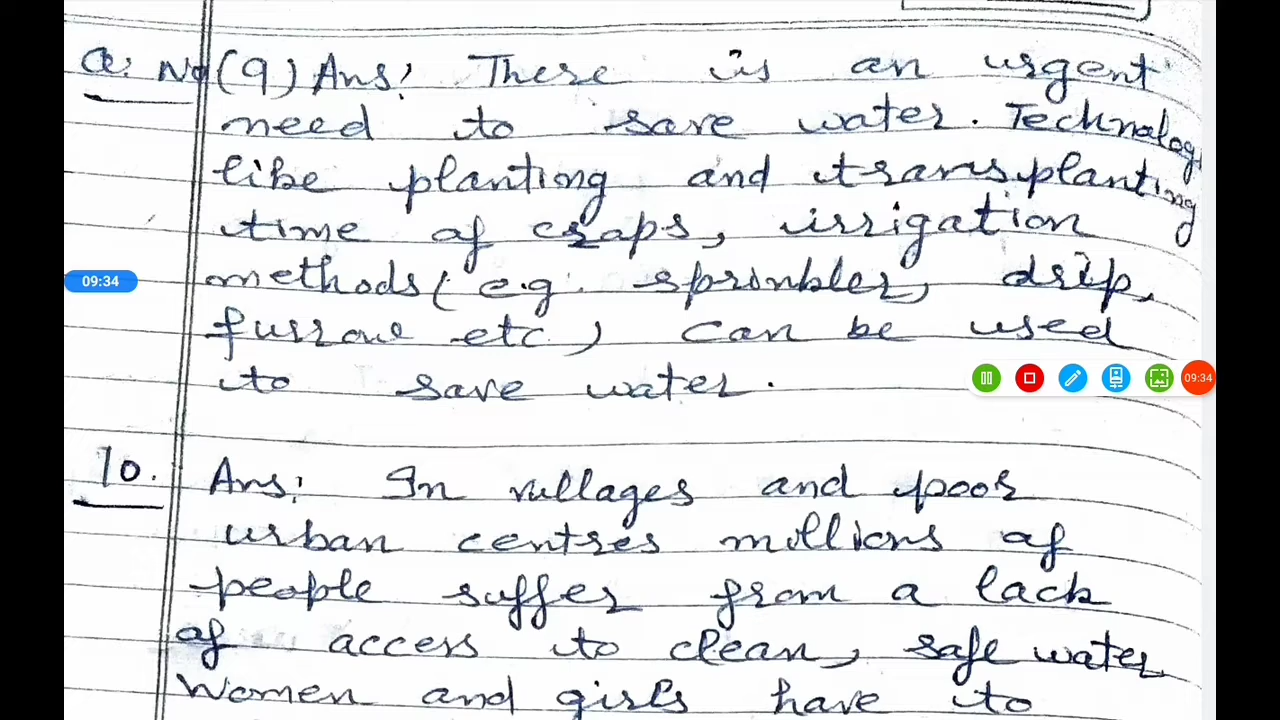 Q. No (9) Ans: There is an urgent
need to save water. Technolog
like planting and transplanting
time of crops, irrigation
methods (e.g. sprinkler, drip,
furrow etc) can be used
to save water.
10. Ans: In villages and poor
urban centres millions of
people suffer from a lack
of access to clean, safe water
Women and girls have to
09:34
09:34